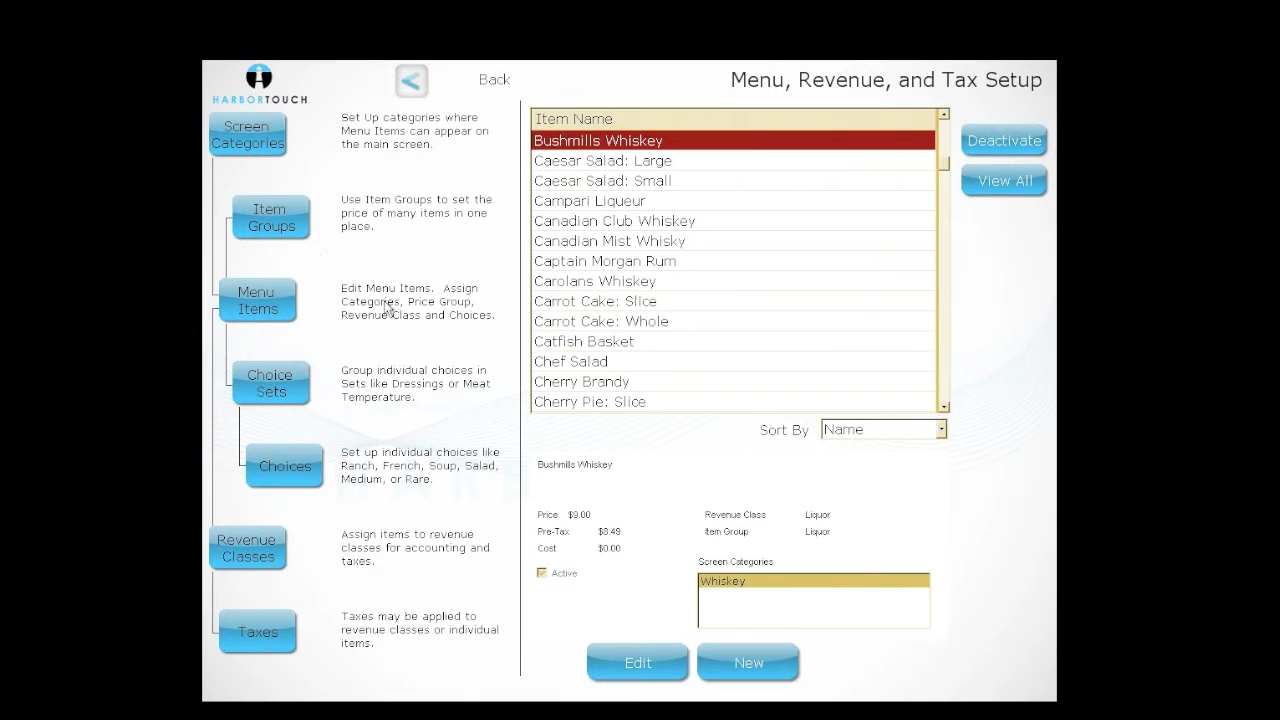 HARBORTOUCH
Back
Menu, Revenue, and Tax Setup
Screen
Categories
Set Up categories where
Menu Items can appear on
the main screen.
Item
Groups
Use Item Groups to set the
price of many items in one
place.
Menu
Items
Edit Menu Items. Assign
Categories, Price Group,
Revenue Class and Choices.
Choice
Sets
Group individual choices in
Sets like Dressings or Meat
Temperature.
Choices
Set up individual choices like
Ranch, French, Soup, Salad,
Medium, or Rare.
Revenue
Classes
Assign items to revenue
classes for accounting and
taxes.
Taxes
Taxes may be applied to
revenue classes or individual
items.
Item Name
Bushmills Whiskey
Caesar Salad: Large
Caesar Salad: Small
Campari Liqueur
Canadian Club Whiskey
Canadian Mist Whisky
Captain Morgan Rum
Carolans Whiskey
Carrot Cake: Slice
Carrot Cake: Whole
Catfish Basket
Chef Salad
Cherry Brandy
Cherry Pie: Slice
Deactivate
View All
Sort By Name
Bushmills Whiskey
Price $9.00
Pre-Tax $8.49
Cost $0.00
Active
Revenue Class Liquor
Item Group Liquor
Screen Categories
Whiskey
Edit
New